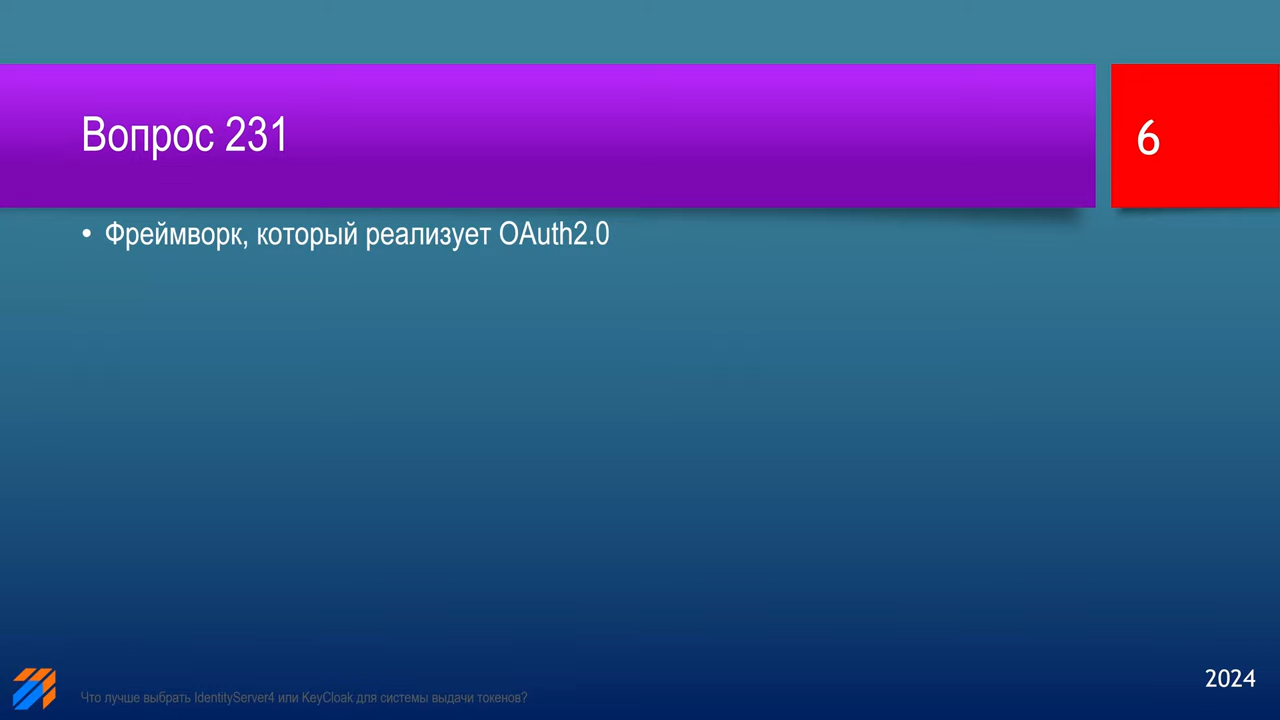 Вопрос 231
6
• Фреймворк, который реализует OAuth2.0
Что лучше выбрать IdentityServer4 или KeyCloak для системы выдачи токенов?
2024